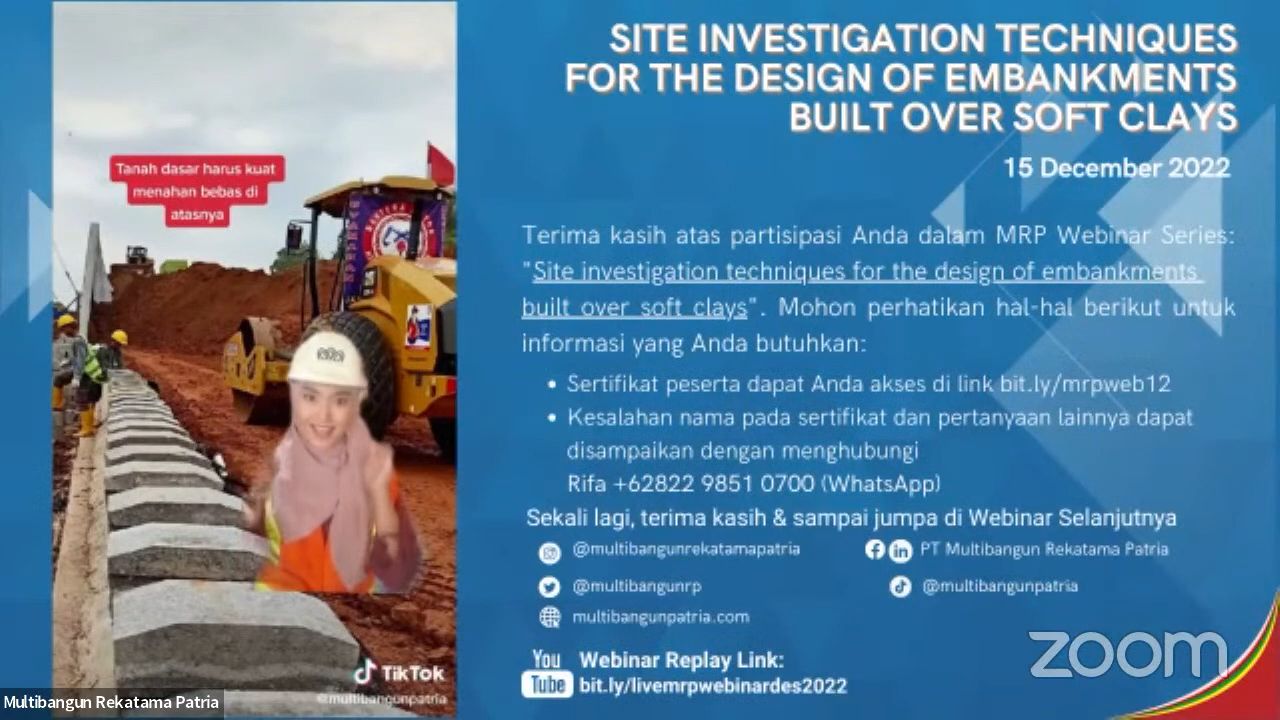 Tanah dasar harus kuat
menahan bebas di
atasnya
TikTok
@multibangunpatria
Multibangun Rekatama Patria
SITE INVESTIGATION TECHNIQUES
FOR THE DESIGN OF EMBANKMENTS
BUILT OVER SOFT CLAYS
15 December 2022
Terima kasih atas partisipasi Anda dalam MRP Webinar Series:
"Site investigation techniques for the design of embankments
built over soft clays". Mohon perhatikan hal-hal berikut untuk
informasi yang Anda butuhkan:
• Sertifikat peserta dapat Anda akses di link bit.ly/mrpweb12
• Kesalahan nama pada sertifikat dan pertanyaan lainnya dapat
disampaikan dengan menghubungi
Rifa +62822 9851 0700 (WhatsApp)
Sekali lagi, terima kasih & sampai jumpa di Webinar Selanjutnya
@multibangunrekatamapatria
PT Multibangun Rekatama Patria
@multibangunrp
@multibangunpatria
multibangunpatria.com
You Tube
Webinar Replay Link:
bit.ly/livemrpwebinardes2022
zoom